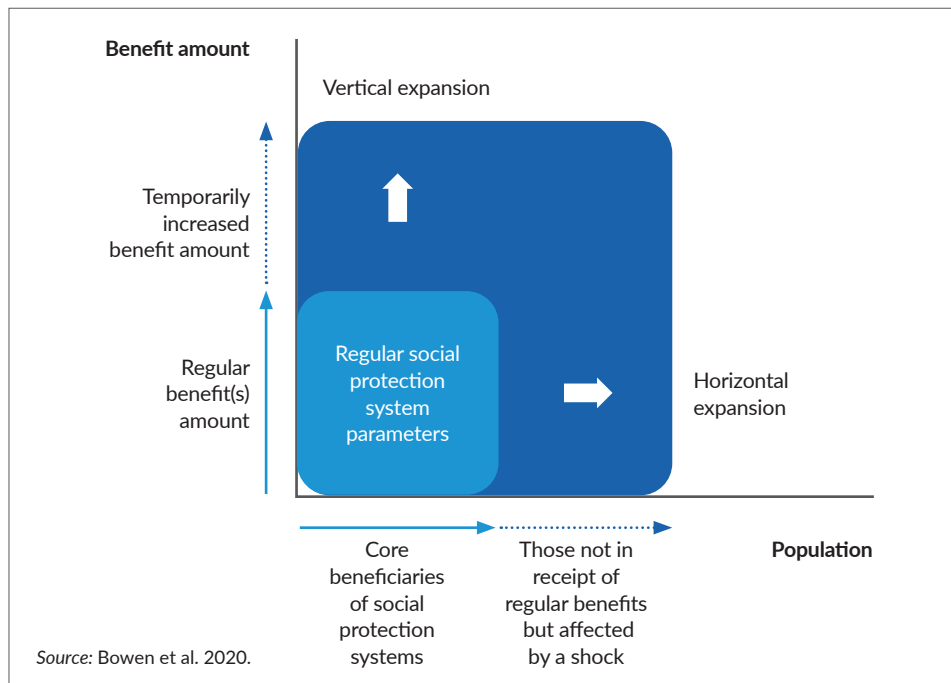 Benefit amount
Vertical expansion
Temporarily
increased
benefit amount
Regular
benefit(s)
amount
Regular social
protection
system
parameters
Horizontal
expansion
Core
beneficiaries
of social
protection
systems
Those not in
receipt of
regular benefits
but affected
by a shock
Population
Source: Bowen et al. 2020.